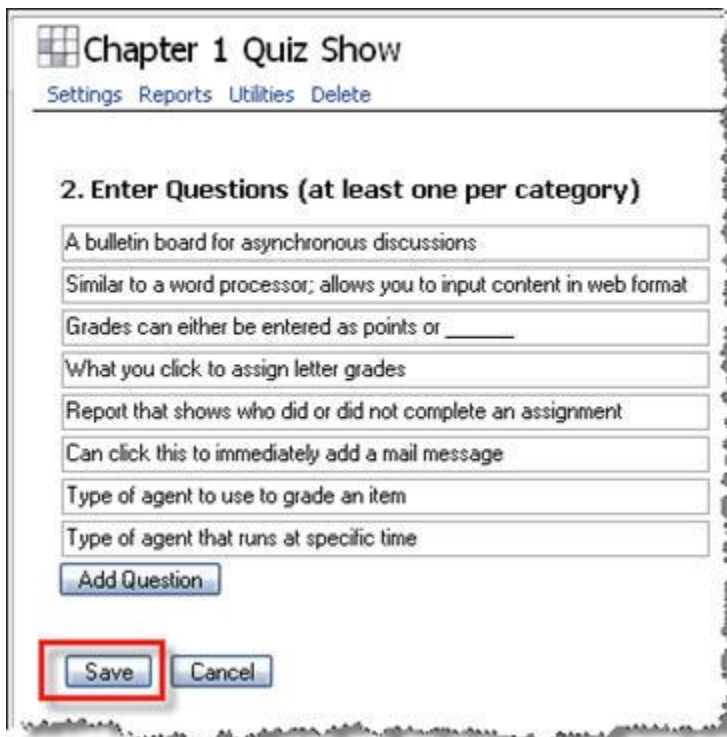 Chapter 1 Quiz Show
Settings Reports Utilities Delete
2. Enter Questions (at least one per category)
A bulletin board for asynchronous discussions
Similar to a word processor; allows you to input content in web format
Grades can either be entered as points or ______
What you click to assign letter grades
Report that shows who did or did not complete an assignment
Can click this to immediately add a mail message
Type of agent to use to grade an item
Type of agent that runs at specific time
Add Question
Save Cancel